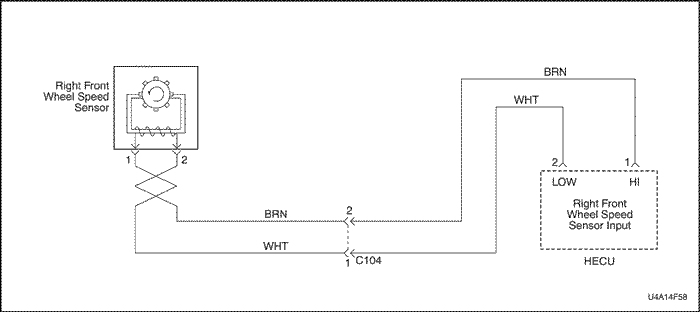 BRN
Right Front
Wheel Speed
Sensor
WHT
1 2
2 1
LOW HI
Right Front
Wheel Speed
Sensor Input
BRN 2
WHT 1 C104
HECU
U4A14F58